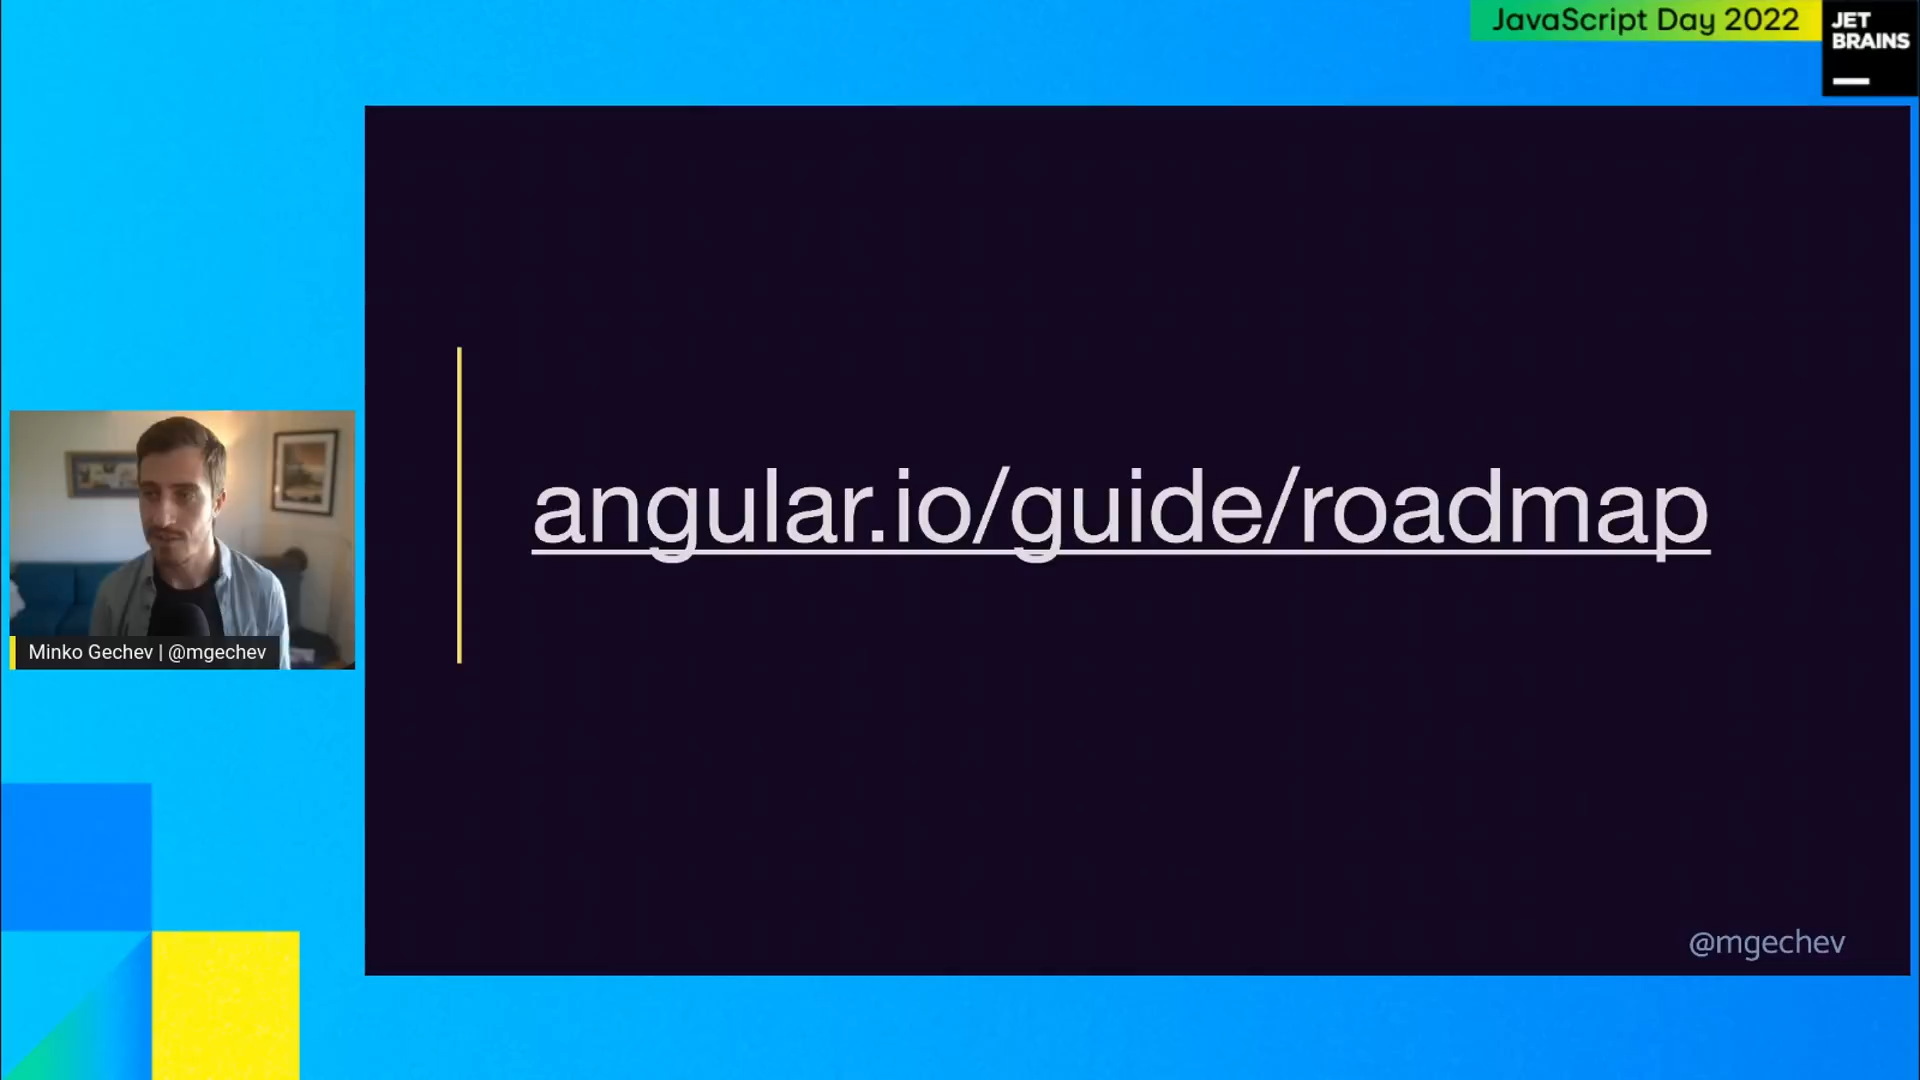 JavaScript Day 2022
JET
BRAINS
angular.io/guide/roadmap
Minko Gechev | @mgechev
@mgechev